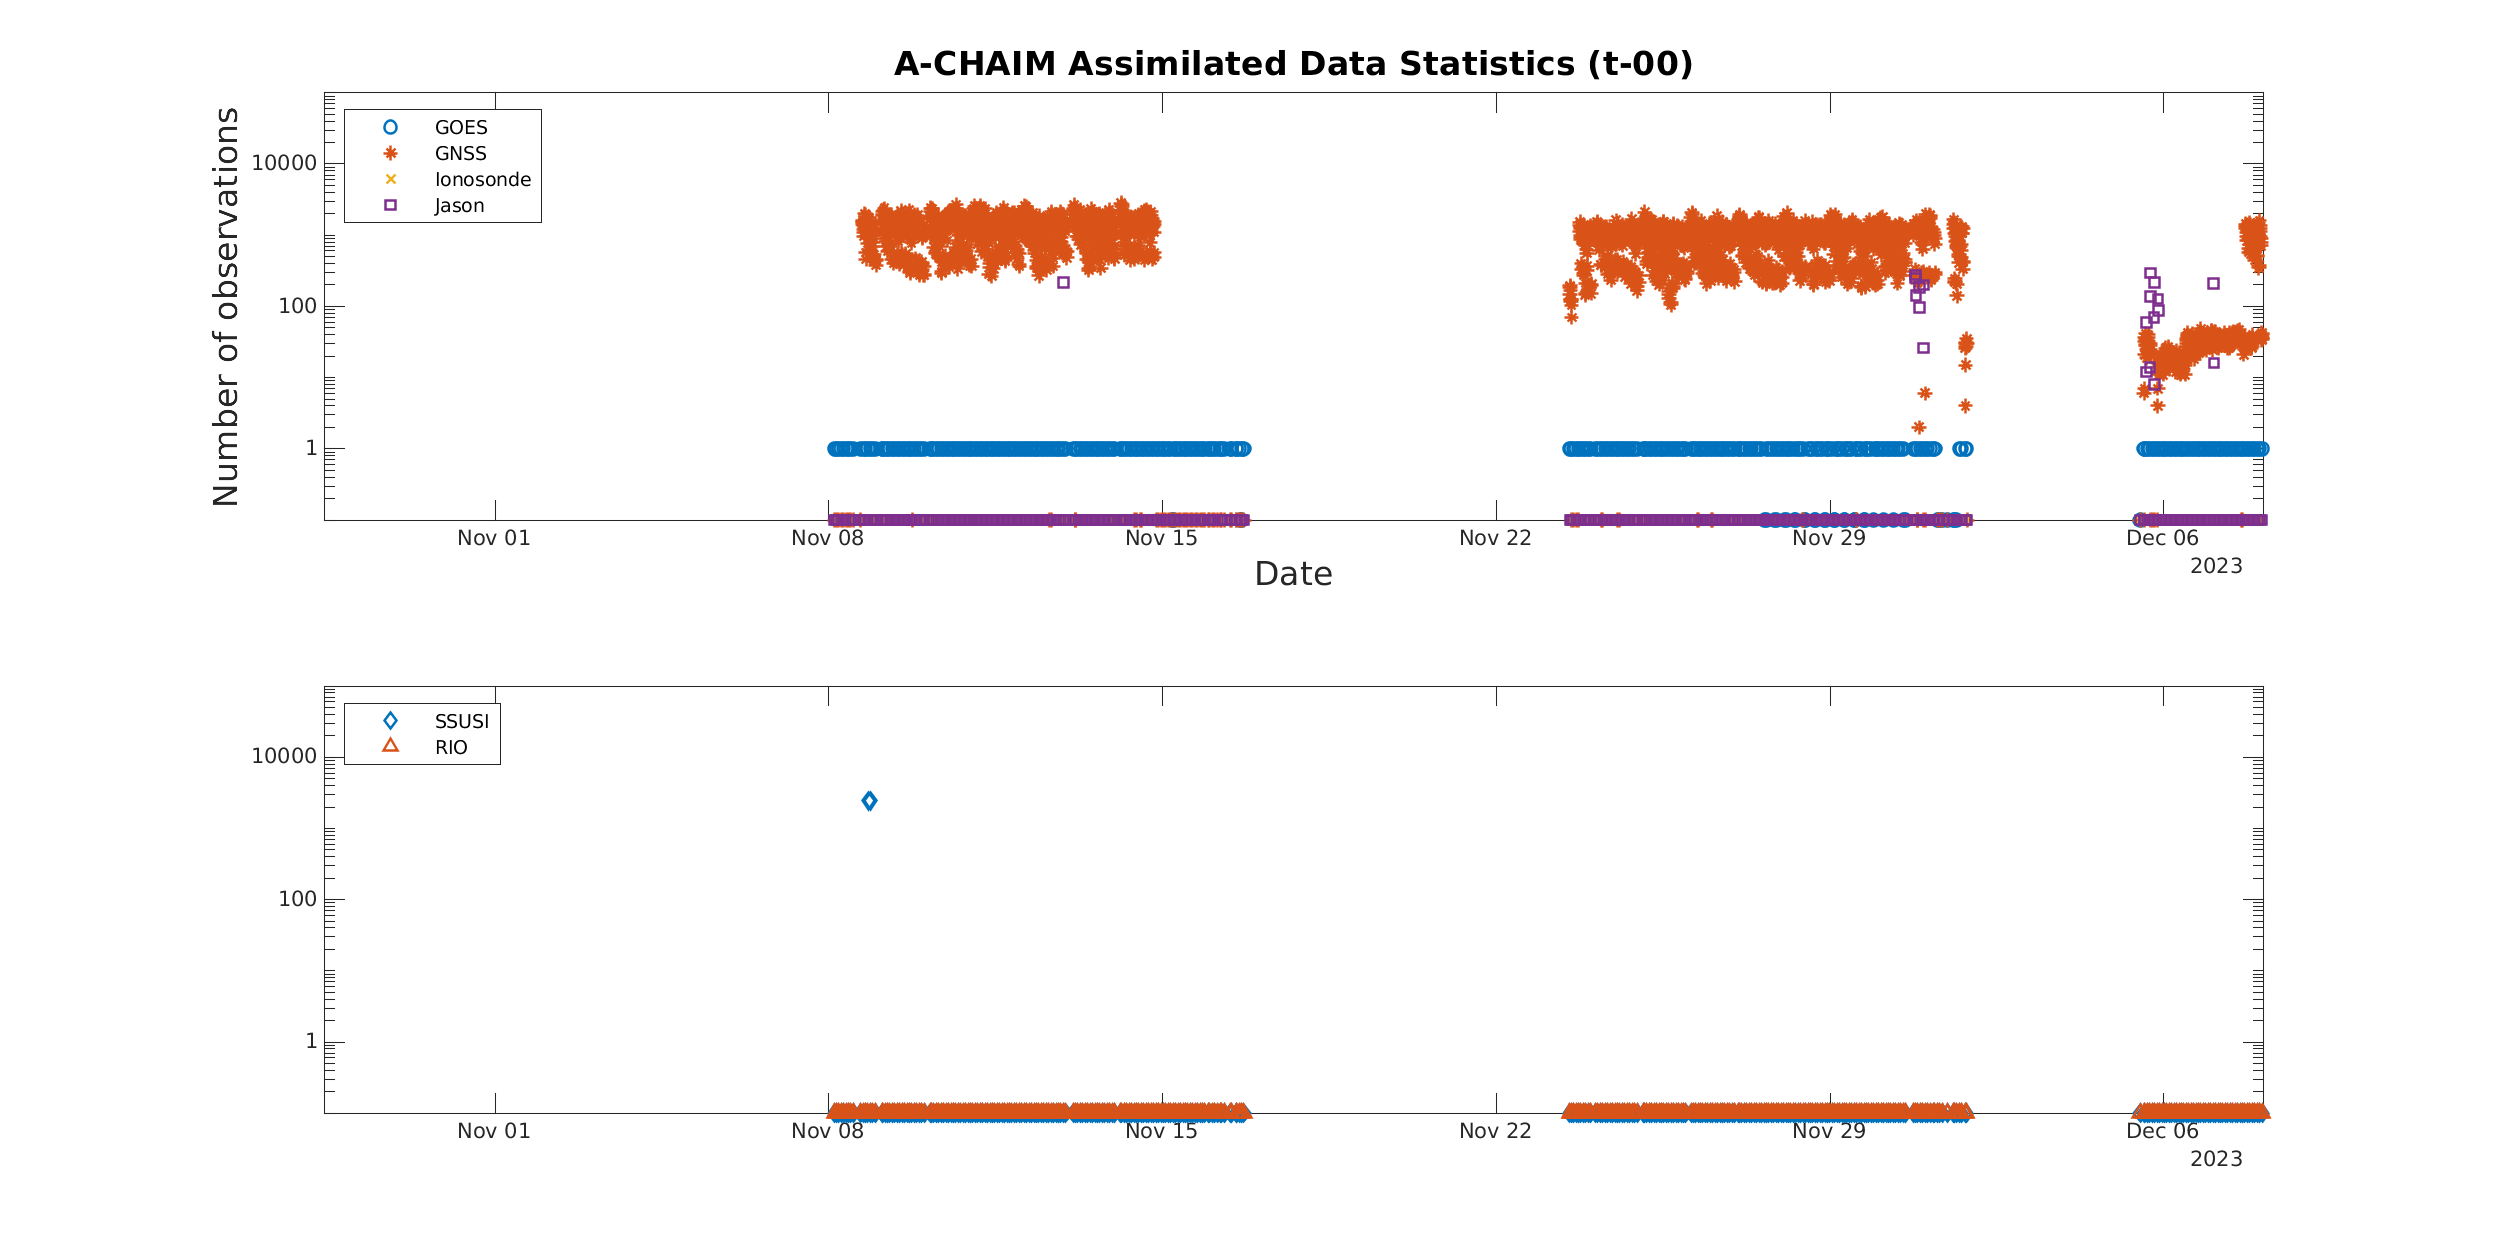 A-CHAIM Assimilated Data Statistics (t-00)
Number of observations
GOES
GNSS
Ionosonde
Jason
10000
100
1
Nov 01 Nov 08 Nov 15 Nov 22 Nov 29 Dec 06
2023
Date
SSUSI
RIO
10000
100
1
Nov 01 Nov 08 Nov 15 Nov 22 Nov 29 Dec 06
2023